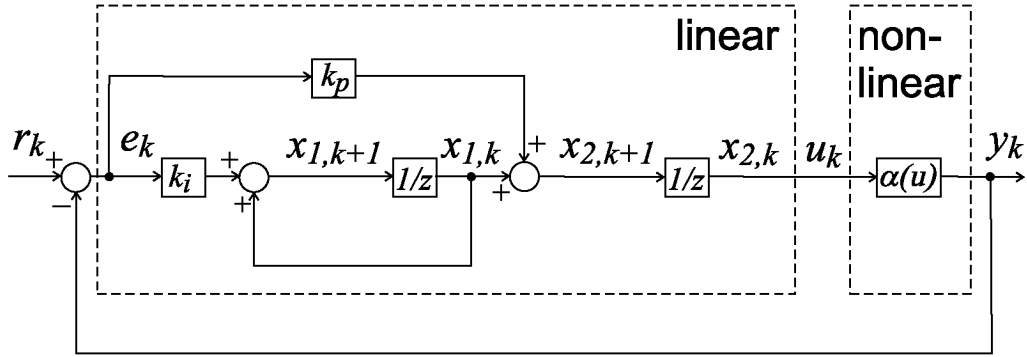 linear
non-
linear
k_p
r_k + e_k + x_{1,k+1} x_{1,k} + x_{2,k+1} x_{2,k} u_k y_k
k_i 1/z 1/z α(u)
− + +